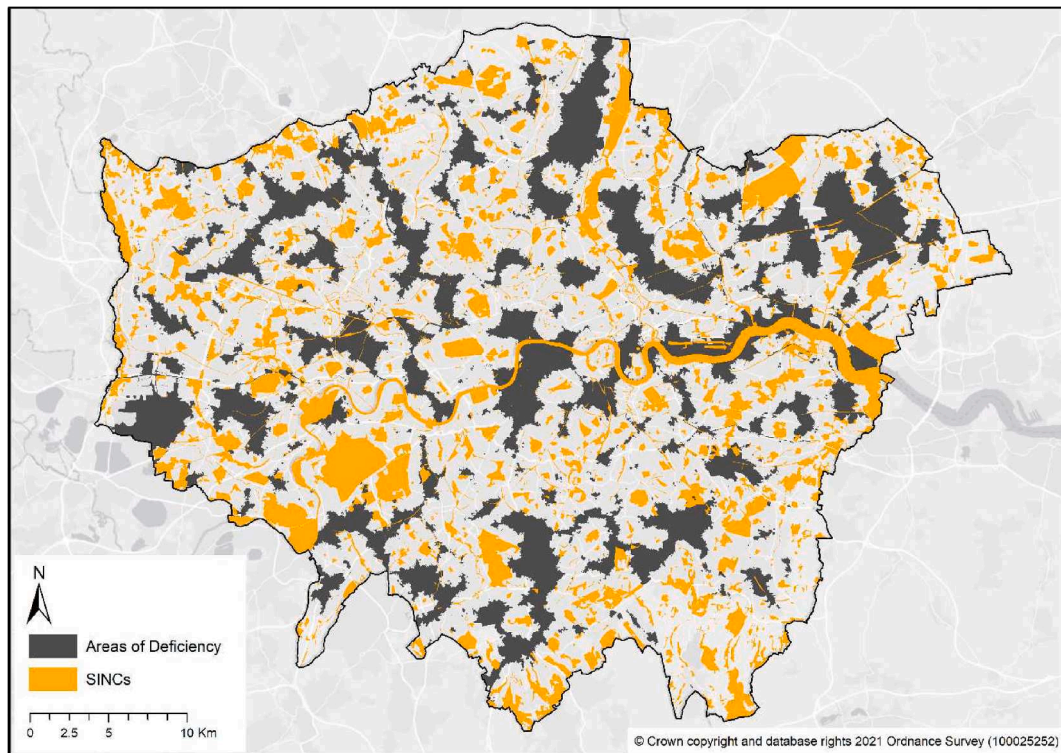 N
Areas of Deficiency
SINCs
0 2.5 5 10 Km
© Crown copyright and database rights 2021 Ordnance Survey (100025252)